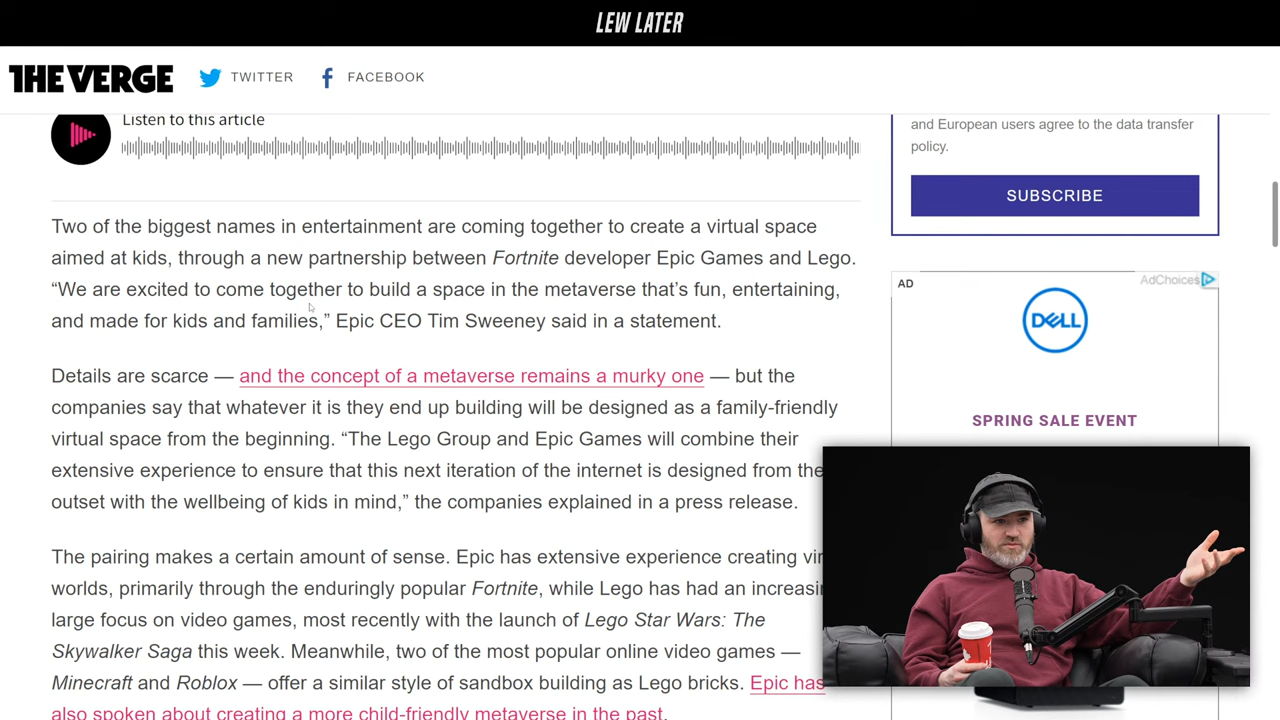 LEW LATER
THE VERGE
TWITTER
FACEBOOK
Listen to this article
Two of the biggest names in entertainment are coming together to create a virtual space
aimed at kids, through a new partnership between Fortnite developer Epic Games and Lego.
“We are excited to come together to build a space in the metaverse that’s fun, entertaining,
and made for kids and families,” Epic CEO Tim Sweeney said in a statement.
Details are scarce — and the concept of a metaverse remains a murky one — but the
companies say that whatever it is they end up building will be designed as a family-friendly
virtual space from the beginning. “The Lego Group and Epic Games will combine their
extensive experience to ensure that this next iteration of the internet is designed from the
outset with the wellbeing of kids in mind,” the companies explained in a press release.
The pairing makes a certain amount of sense. Epic has extensive experience creating
worlds, primarily through the enduringly popular Fortnite, while Lego has had an
large focus on video games, most recently with the launch of Lego Star Wars: The
Skywalker Saga this week. Meanwhile, two of the most popular online video games —
Minecraft and Roblox — offer a similar style of sandbox building as Lego bricks. Epic has
also spoken about creating a more child-friendly metaverse in the past.
and European users agree to the data transfer
policy.
SUBSCRIBE
AD
AdChoices
DELL
SPRING SALE EVENT